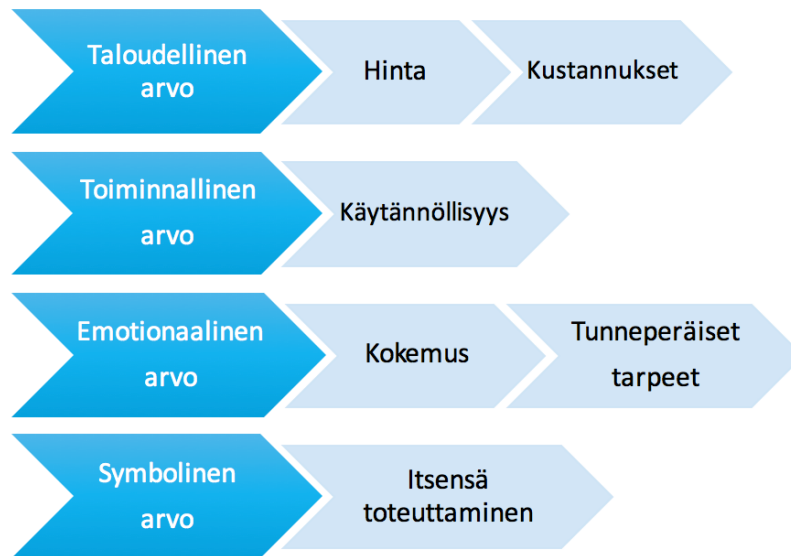 Taloudellinen
arvo
Hinta
Kustannukset
Toiminnallinen
arvo
Käytännöllisyys
Emotionaalinen
arvo
Kokemus
Tunneperäiset
tarpeet
Symbolinen
arvo
Itsensä
toteuttaminen